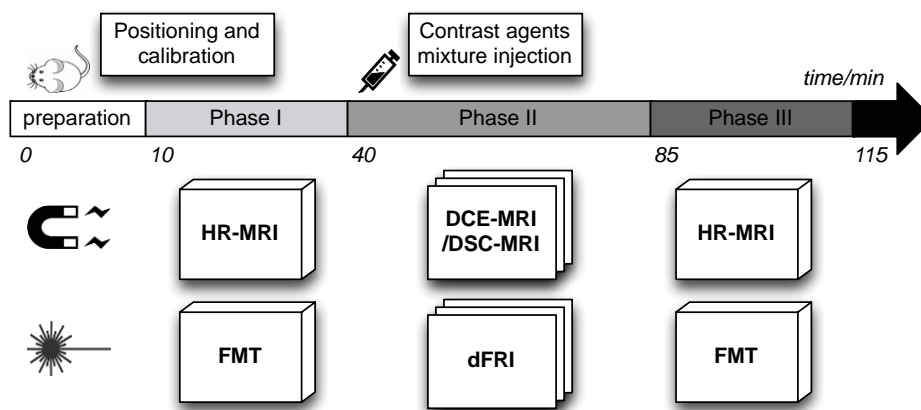 Positioning and
calibration
Contrast agents
mixture injection
time/min
preparation Phase I Phase II Phase III
0 10 40 85 115
HR-MRI
DCE-MRI
/DSC-MRI
HR-MRI
FMT
dFRI
FMT